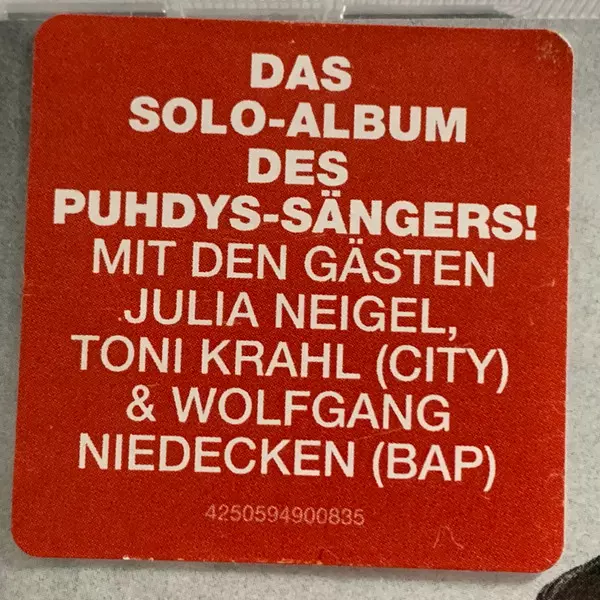 DAS
SOLO-ALBUM
DES
PUHDYS-SÄNGERS!
MIT DEN GÄSTEN
JULIA NEIGEL,
TONI KRAHL (CITY)
& WOLFGANG
NIEDECKEN (BAP)
4250594900835